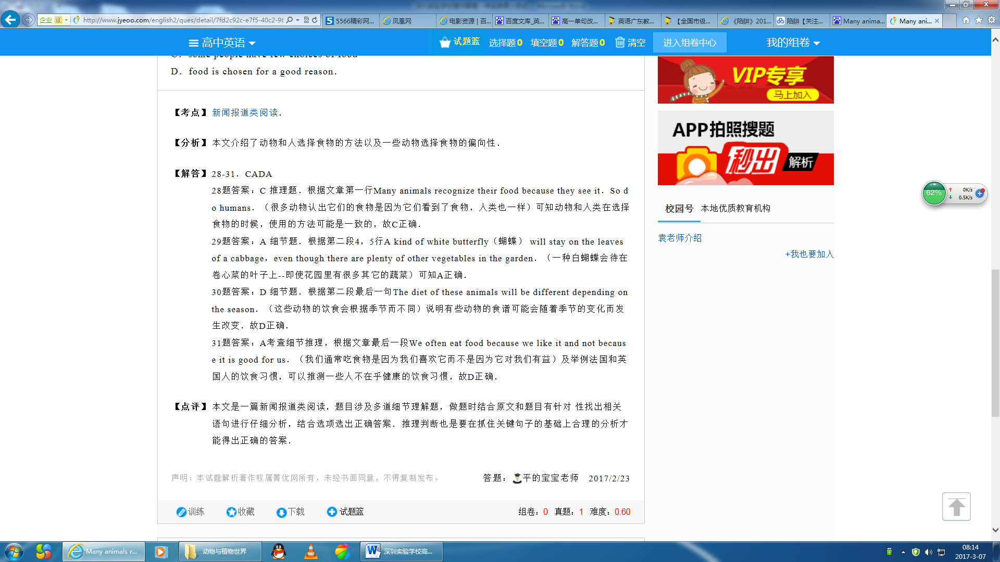 企业 证
http://www.jyeoo.com/english2/ques/detail/7fd2c92c-e7f5-40c2-96
5566精彩网...
凤凰网
电影资源 | 百...
百度文库_英...
高一单句改...
英语广东教...
【全国市级...
《陷阱》201...
陷阱【关注...
Many anima...
Many ani...
高中英语
试题篮
选择题0
填空题0
解答题0
清空
进入组卷中心
我的组卷
C．some people have few choices of food
D．food is chosen for a good reason．
【考点】新闻报道类阅读．
【分析】本文介绍了动物和人选择食物的方法以及一些动物选择食物的偏向性．
【解答】28-31．CADA
28题答案：C 推理题．根据文章第一行Many animals recognize their food because they see it．So d
o humans．（很多动物认出它们的食物是因为它们看到了食物，人类也一样）可知动物和人类在选择
食物的时候，使用的方法可能是一致的，故C正确．
29题答案：A 细节题．根据第二段4，5行A kind of white butterfly（蝴蝶） will stay on the leaves
of a cabbage，even though there are plenty of other vegetables in the garden．（一种白蝴蝶会待在
卷心菜的叶子上--即使花园里有很多其它的蔬菜）可知A正确．
30题答案：D 细节题．根据第二段最后一句The diet of these animals will be different depending on
the season．（这些动物的饮食会根据季节而不同）说明有些动物的食谱可能会随着季节的变化而发
生改变．故D正确．
31题答案：A考查细节推理，根据文章最后一段We often eat food because we like it and not becaus
e it is good for us．（我们通常吃食物是因为我们喜欢它而不是因为它对我们有益）及举例法国和英
国人的饮食习惯，可以推测一些人不在乎健康的饮食习惯，故D正确．
【点评】本文是一篇新闻报道类阅读，题目涉及多道细节理解题，做题时结合原文和题目有针对 性找出相关
语句进行仔细分析，结合选项选出正确答案．推理判断也是要在抓住关键句子的基础上合理的分析才
能得出正确的答案．
声明：本试题解析著作权属菁优网所有，未经书面同意，不得复制发布。
答题：平的宝宝老师 2017/2/23
训练
收藏
下载
试题篮
组卷：0 真题：1 难度：0.60
VIP专享
马上加入
APP拍照搜题
秒出
解析
62%
0K/s
0.5K/s
校园号
本地优质教育机构
袁老师介绍
+我也要加入
Many animals r...
动物与植物世界
深圳实验学校高...
08:14
2017-3-07